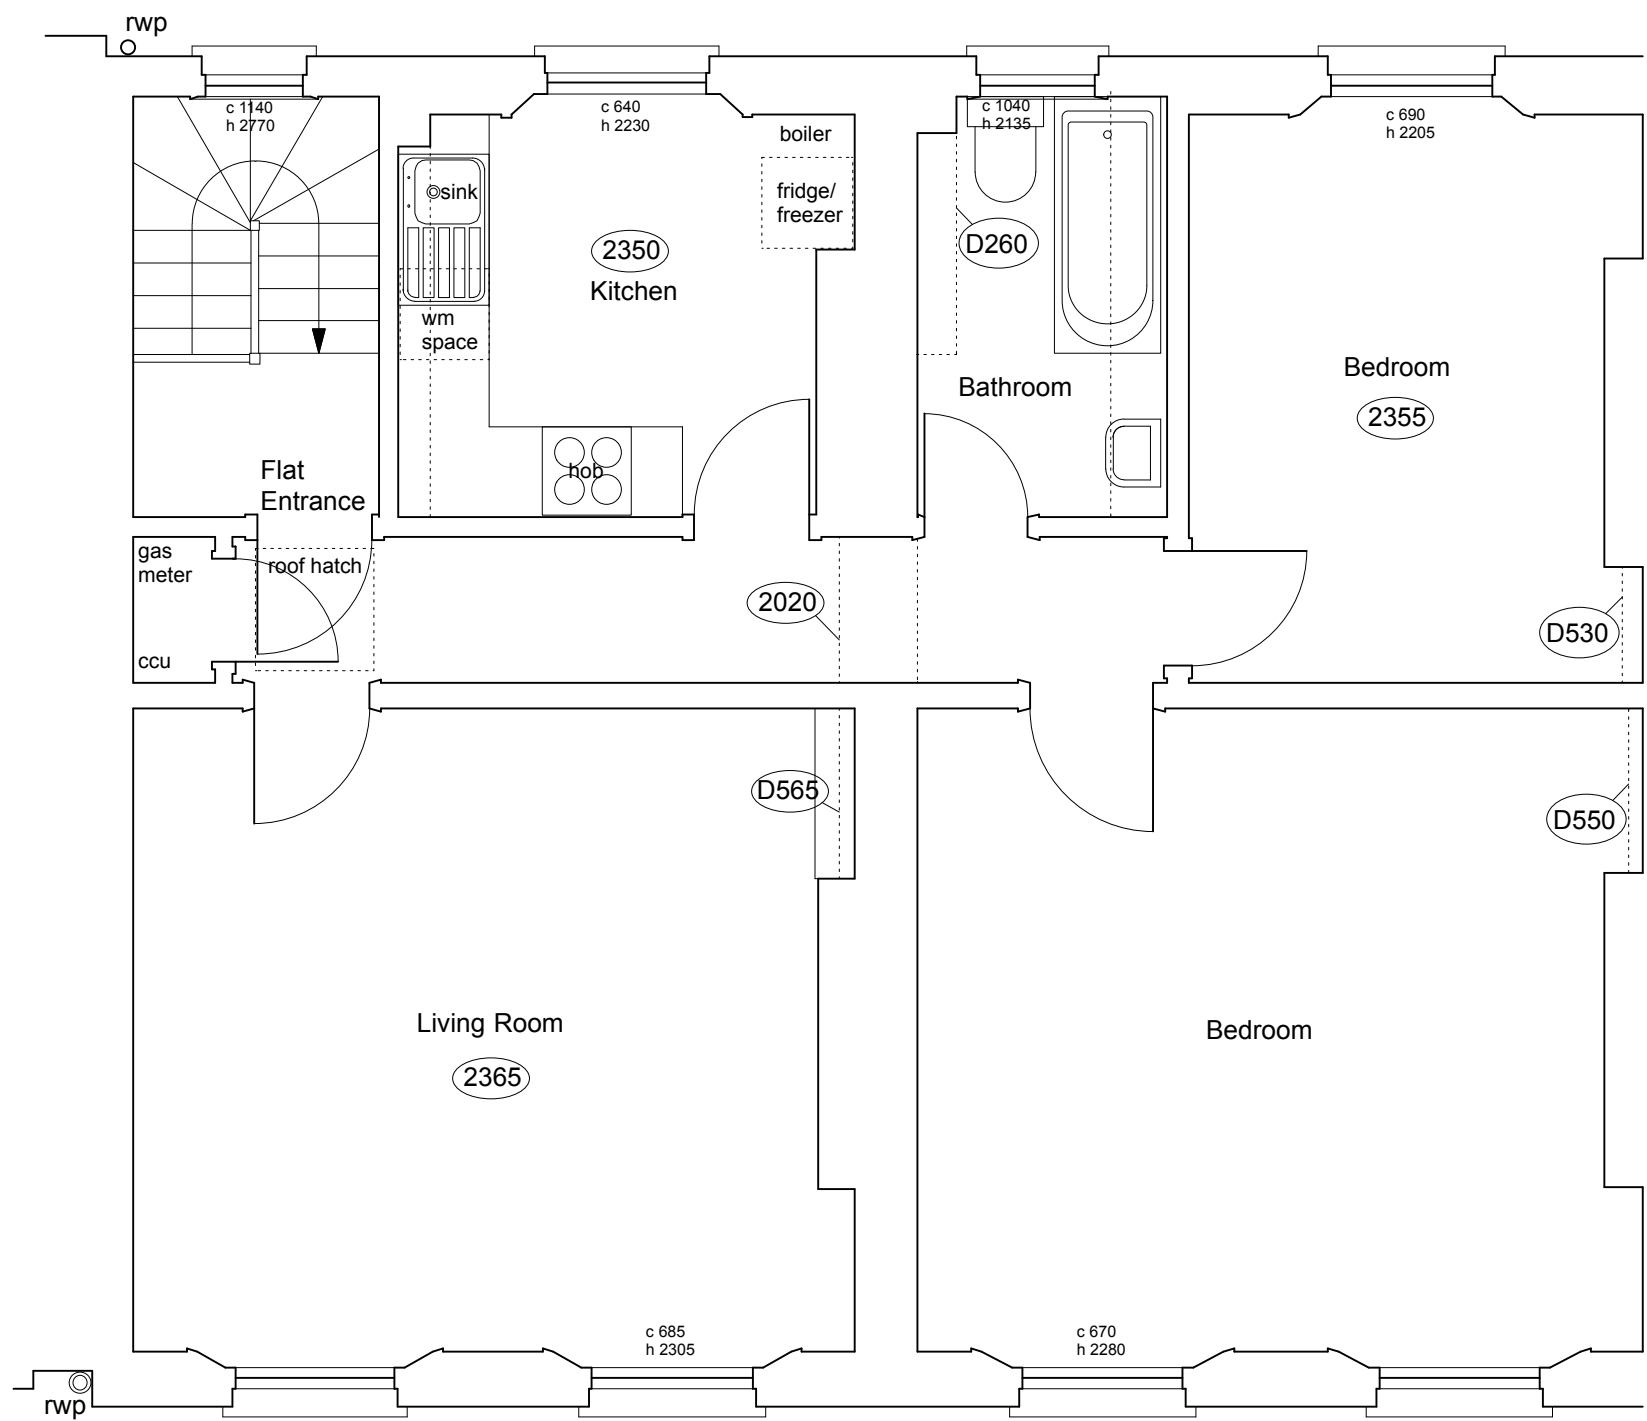 rwp
c 1140
h 2770
c 640
h 2230
boiler
c 1040
h 2135
c 690
h 2205
sink
fridge/
freezer
2350
Kitchen
D260
wm
space
Bathroom
Bedroom
2355
hob
Flat
Entrance
gas
meter
roof hatch
2020
D530
ccu
D565
D550
Living Room
2365
Bedroom
c 685
h 2305
c 670
h 2280
rwp